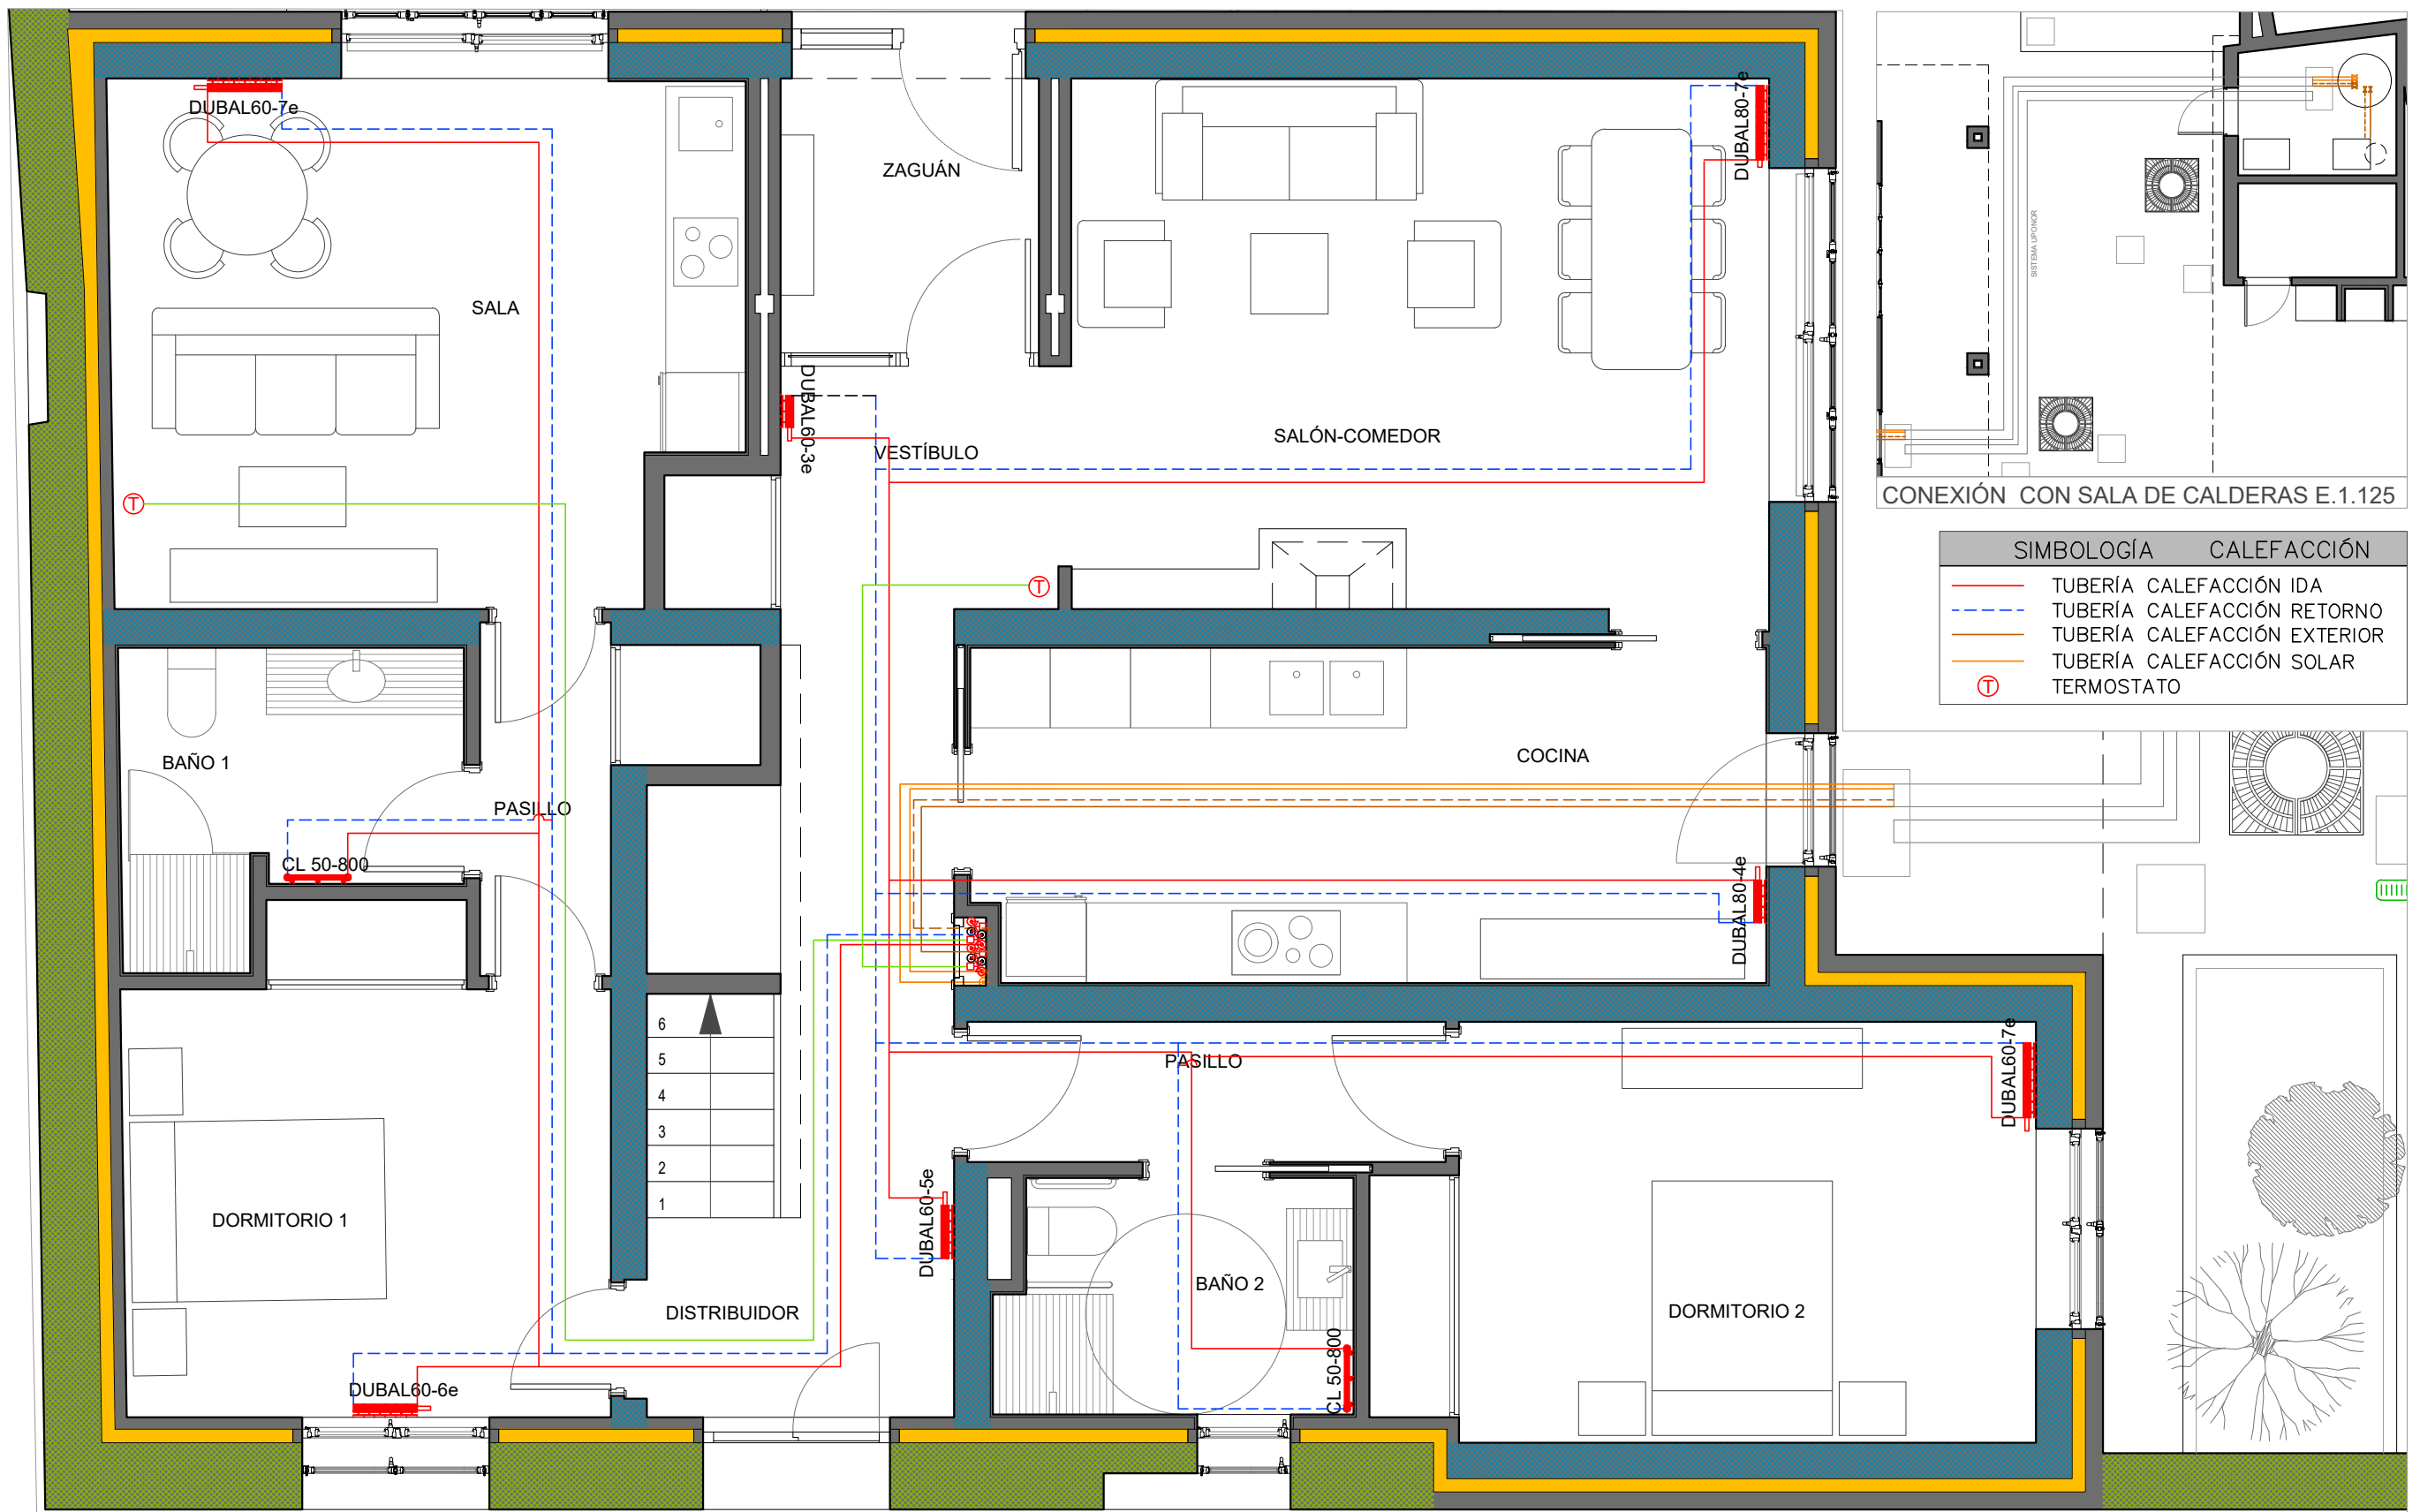 DUBAL60-7e
ZAGUÁN
DUBAL80-7e
SISTEMA UPONOR
SALA
DUBAL60-3e
VESTÍBULO
SALÓN-COMEDOR
CONEXIÓN CON SALA DE CALDERAS E.1.125
SIMBOLOGÍA CALEFACCIÓN
TUBERÍA CALEFACCIÓN IDA
TUBERÍA CALEFACCIÓN RETORNO
TUBERÍA CALEFACCIÓN EXTERIOR
TUBERÍA CALEFACCIÓN SOLAR
T TERMOSTATO
T
T
BAÑO 1
PASILLO
COCINA
CL 50-800
DUBAL80-4e
6
5
4
3
2
1
PASILLO
DUBAL60-7e
DORMITORIO 1
DUBAL60-5e
DISTRIBUIDOR
BAÑO 2
DORMITORIO 2
CL 50-800
DUBAL60-6e